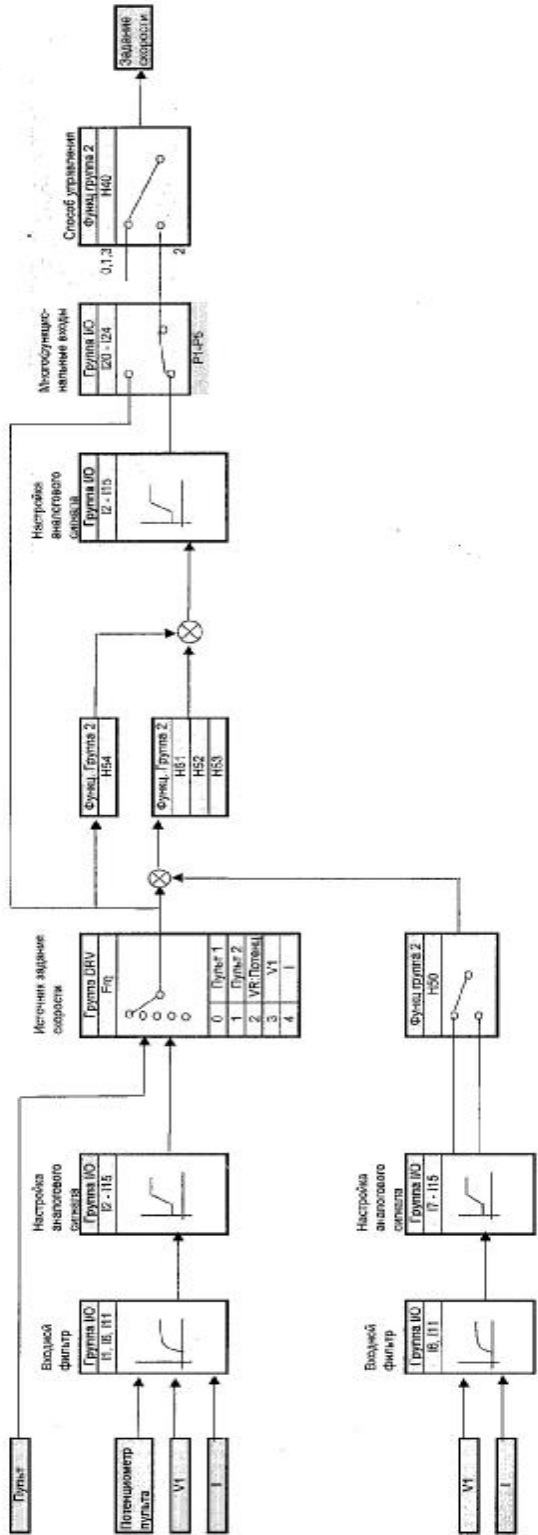 Пульт
Потенциометр
пульта
V1
I
Входной
фильтр
Группа I/O
I1, I6, I11
Настройка
аналогового
сигнала
Группа I/O
I2 - I15
Источник задание
скорости
Группа DRV
Frq
0 Пульт 1
1 Пульт 2
2 VR:Потенц
3 V1
4 I
Функц. Группа 2
H54
Функц. Группа 2
H51
H52
H53
Настройка
аналогового
сигнала
Группа I/O
I2 - I15
Многофункцио-
нальные входы
Группа I/O
I20 - I24
P1-P5
Способ управления
Функц группа 2
H40
0,1,3
2
Задание
скорости
V1
I
Входной
фильтр
Группа I/O
I6, I11
Настройка
аналогового
сигнала
Группа I/O
I7 - I15
Функц группа 2
H50